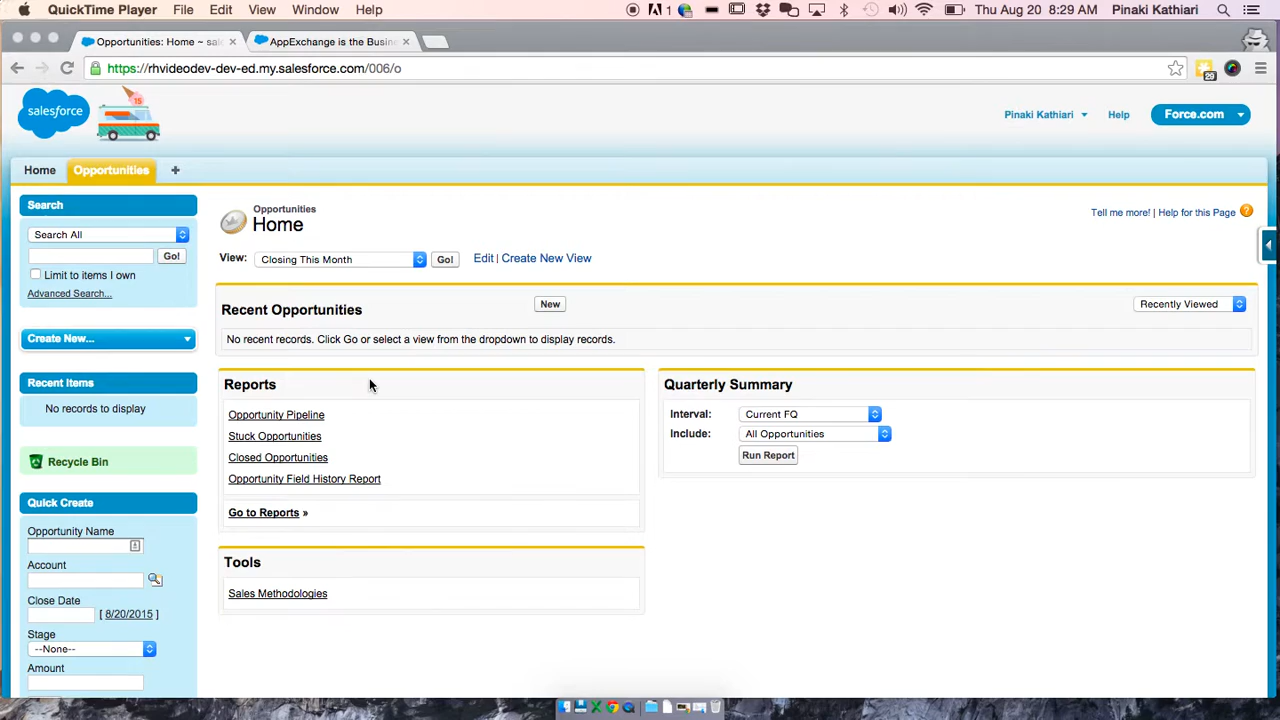 QuickTime Player File Edit View Window Help 1 Thu Aug 20 8:29 AM Pinaki Kathiari
Opportunities: Home ~ sale AppExchange is the Busin
https://rhvideodev-dev-ed.my.salesforce.com/006/o 29
salesforce 15 Pinaki Kathiari Help Force.com
Home Opportunities +
Search
Search All
Go!
Limit to items I own
Advanced Search...
Create New...
Recent Items
No records to display
Recycle Bin
Quick Create
Opportunity Name
Account
Close Date
[ 8/20/2015 ]
Stage
--None--
Amount
Opportunities
Home
Tell me more! | Help for this Page ?
View: Closing This Month Go! Edit | Create New View
Recent Opportunities New Recently Viewed
No recent records. Click Go or select a view from the dropdown to display records.
Reports
Opportunity Pipeline
Stuck Opportunities
Closed Opportunities
Opportunity Field History Report
Go to Reports »
Quarterly Summary
Interval: Current FQ
Include: All Opportunities
Run Report
Tools
Sales Methodologies